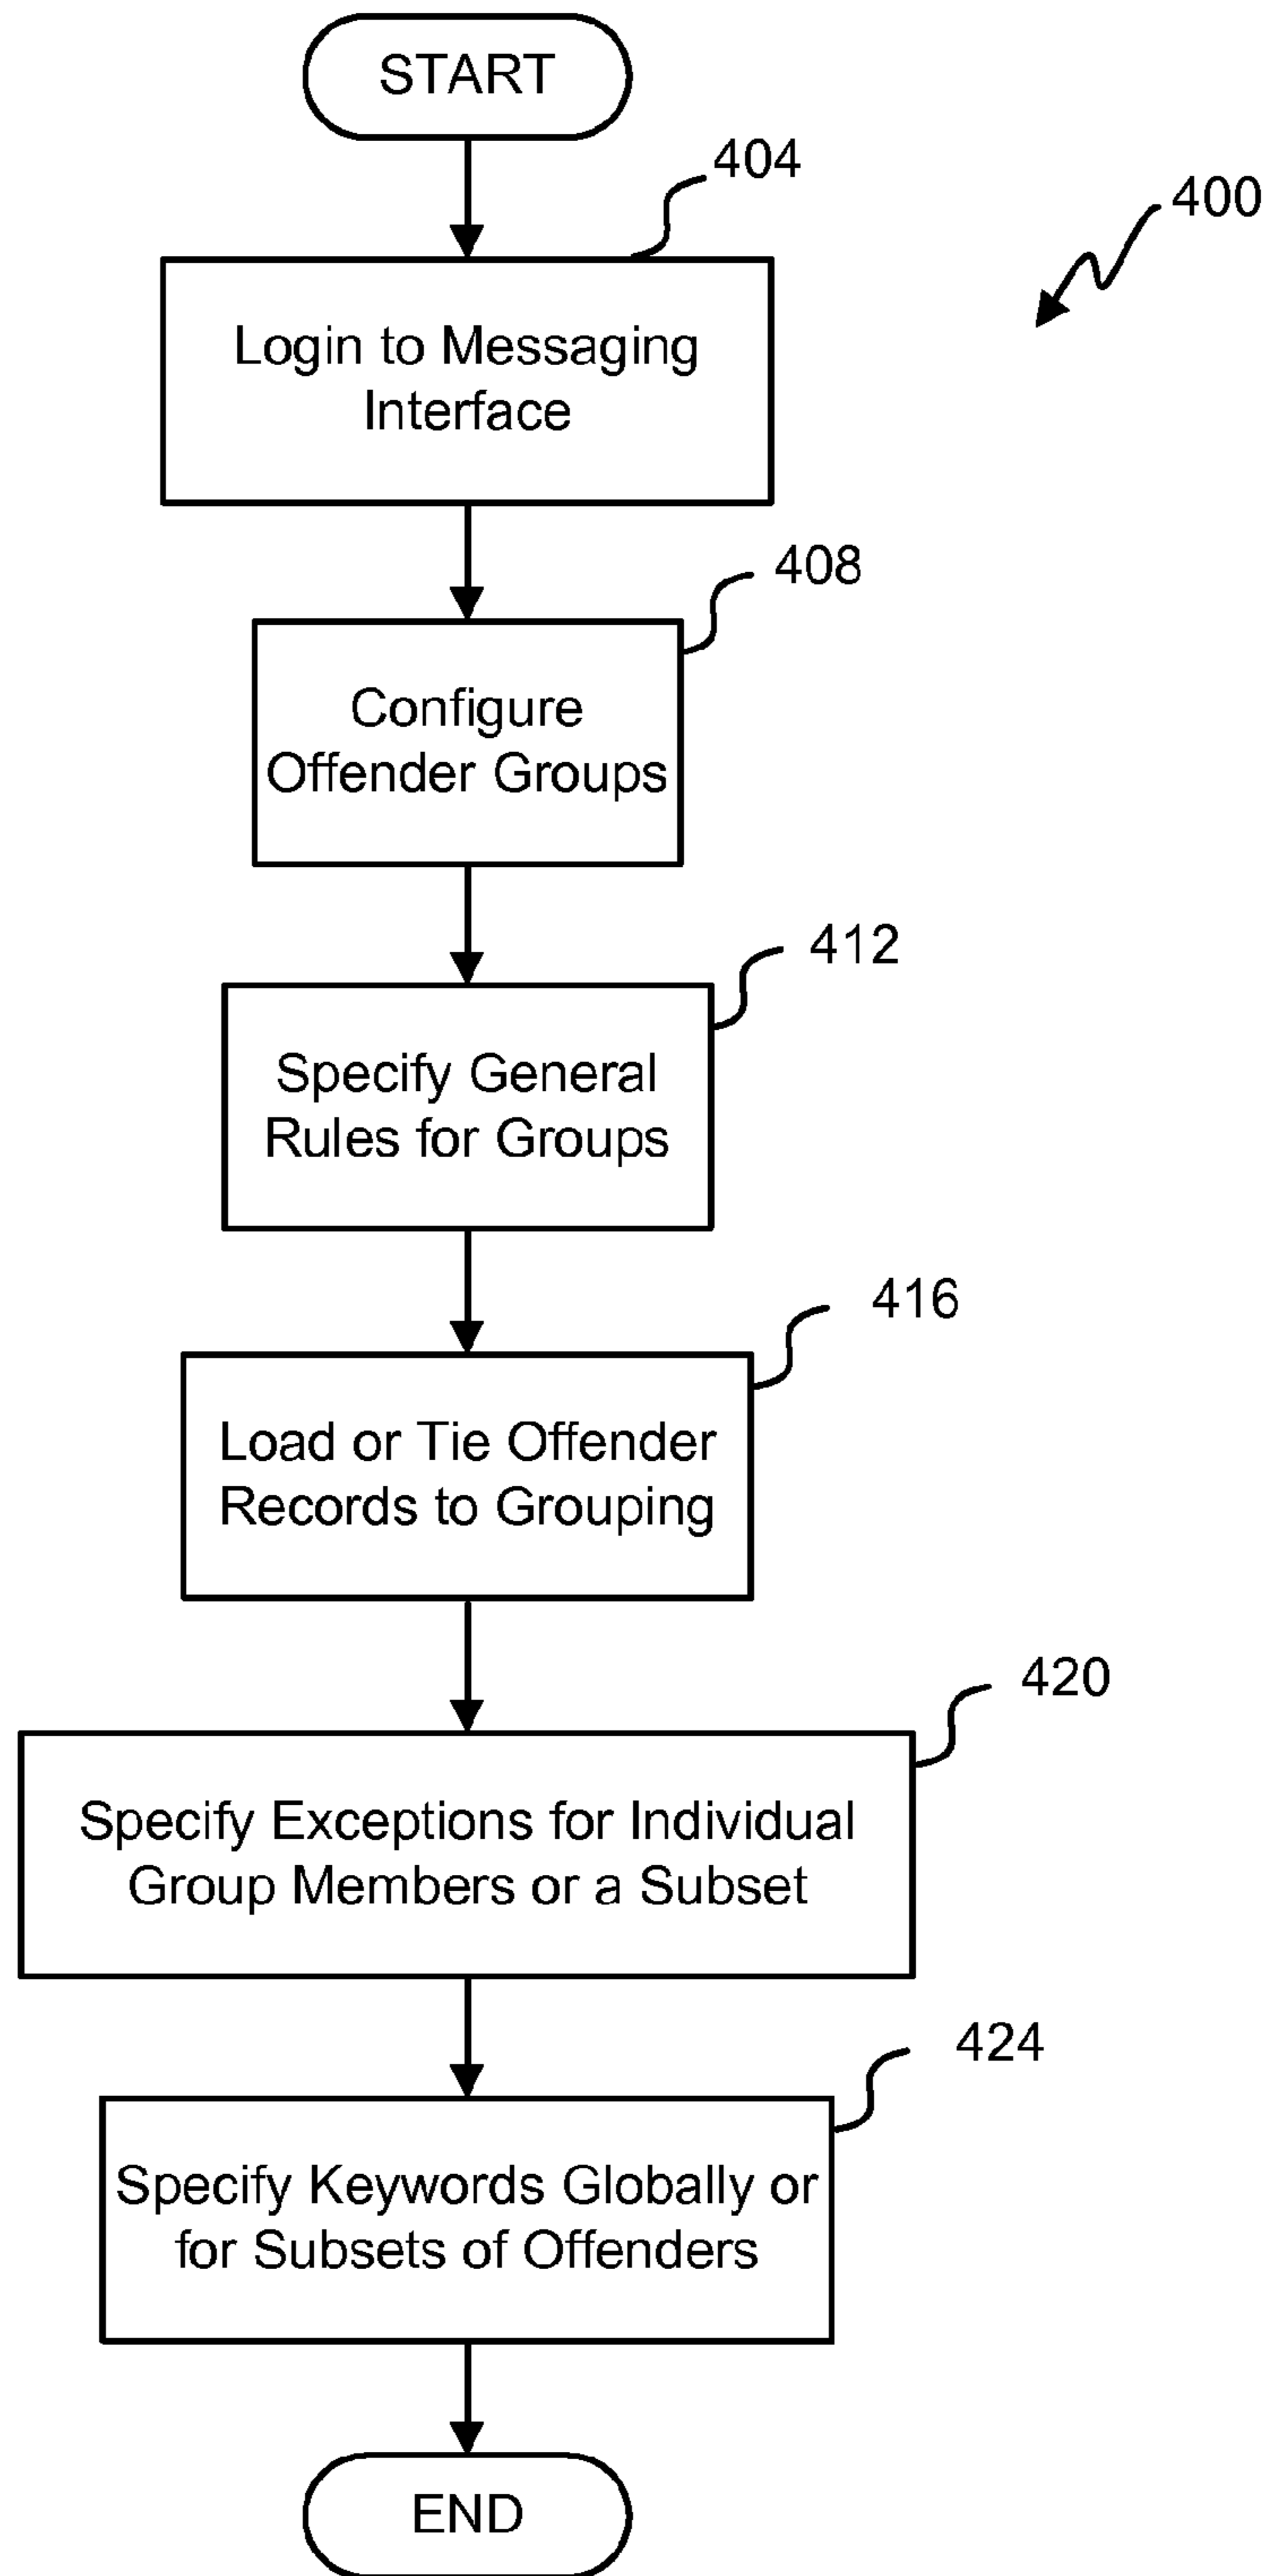 START
404
400
Login to Messaging
Interface
408
Configure
Offender Groups
412
Specify General
Rules for Groups
416
Load or Tie Offender
Records to Grouping
420
Specify Exceptions for Individual
Group Members or a Subset
424
Specify Keywords Globally or
for Subsets of Offenders
END